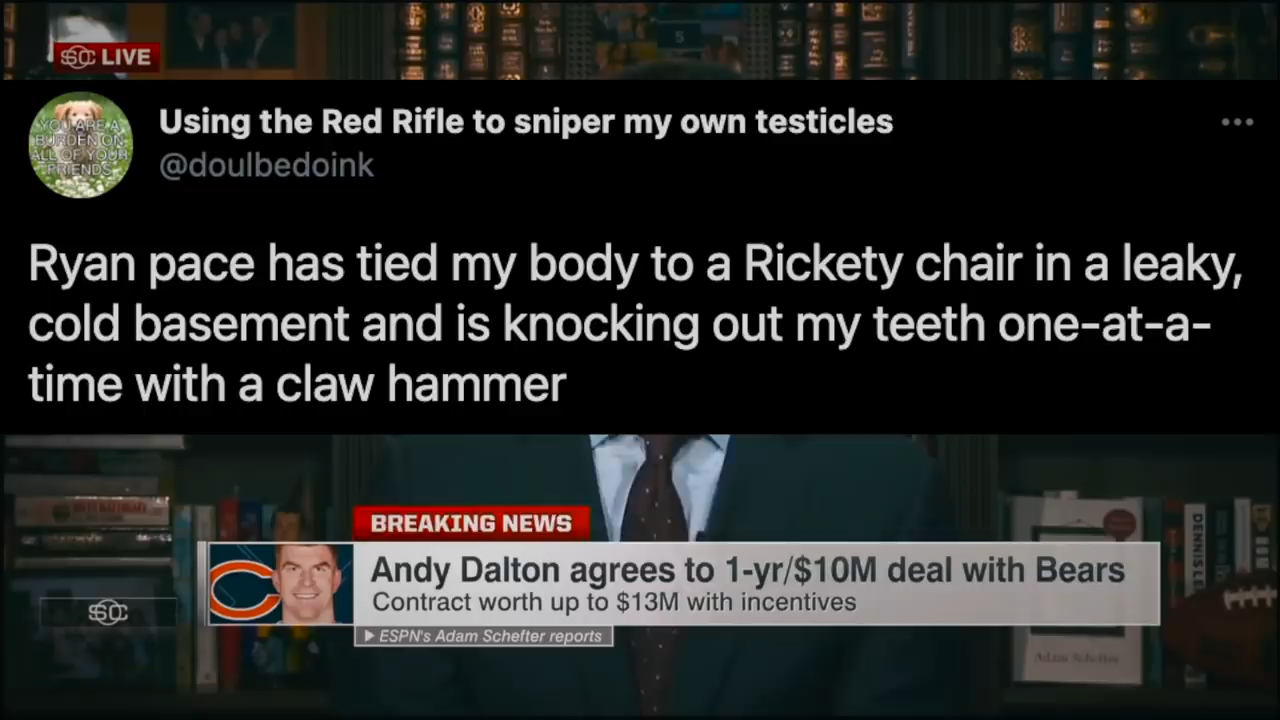 SC LIVE
5
YOU ARE A
BURDEN ON
ALL OF YOUR
FRIENDS
Using the Red Rifle to sniper my own testicles
@doulbedoink
Ryan pace has tied my body to a Rickety chair in a leaky,
cold basement and is knocking out my teeth one-at-a-
time with a claw hammer
BREAKING NEWS
Andy Dalton agrees to 1-yr/$10M deal with Bears
Contract worth up to $13M with incentives
ESPN's Adam Schefter reports
SC
Adam Schefter